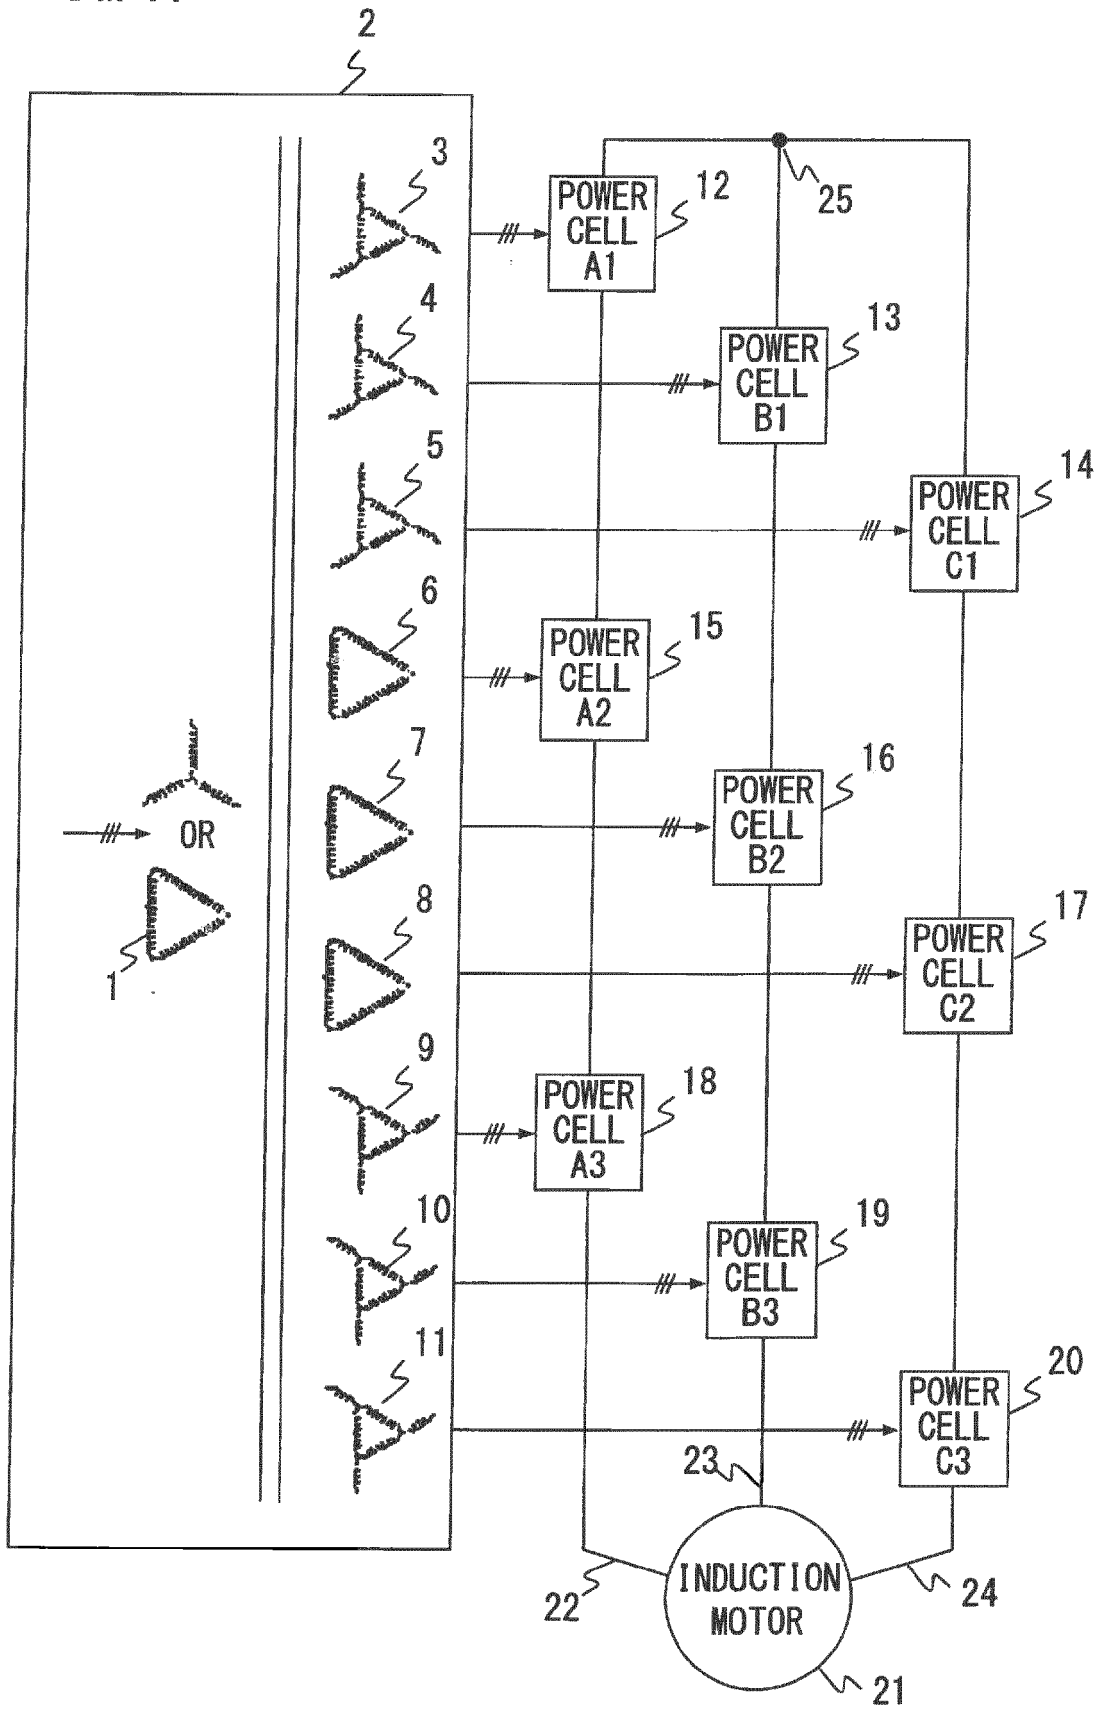 2
3
12
25
POWER
CELL
A1
4
13
POWER
CELL
B1
5
14
POWER
CELL
C1
6
15
POWER
CELL
A2
7
16
POWER
CELL
B2
OR
1
8
17
POWER
CELL
C2
9
18
POWER
CELL
A3
10
19
POWER
CELL
B3
11
20
POWER
CELL
C3
23
22
INDUCTION
MOTOR
24
21